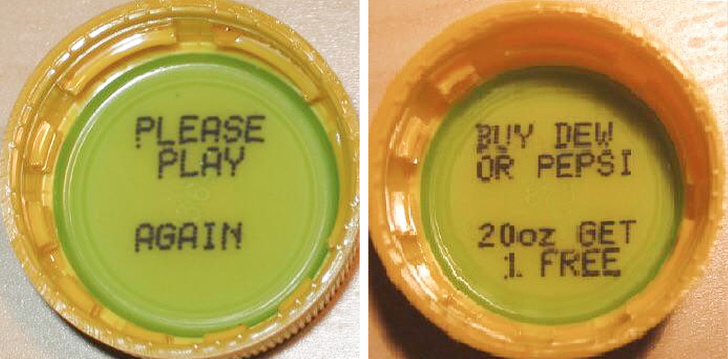 PLEASE
PLAY
AGAIN
BUY DEW
OR PEPSI
20oz GET
1 FREE